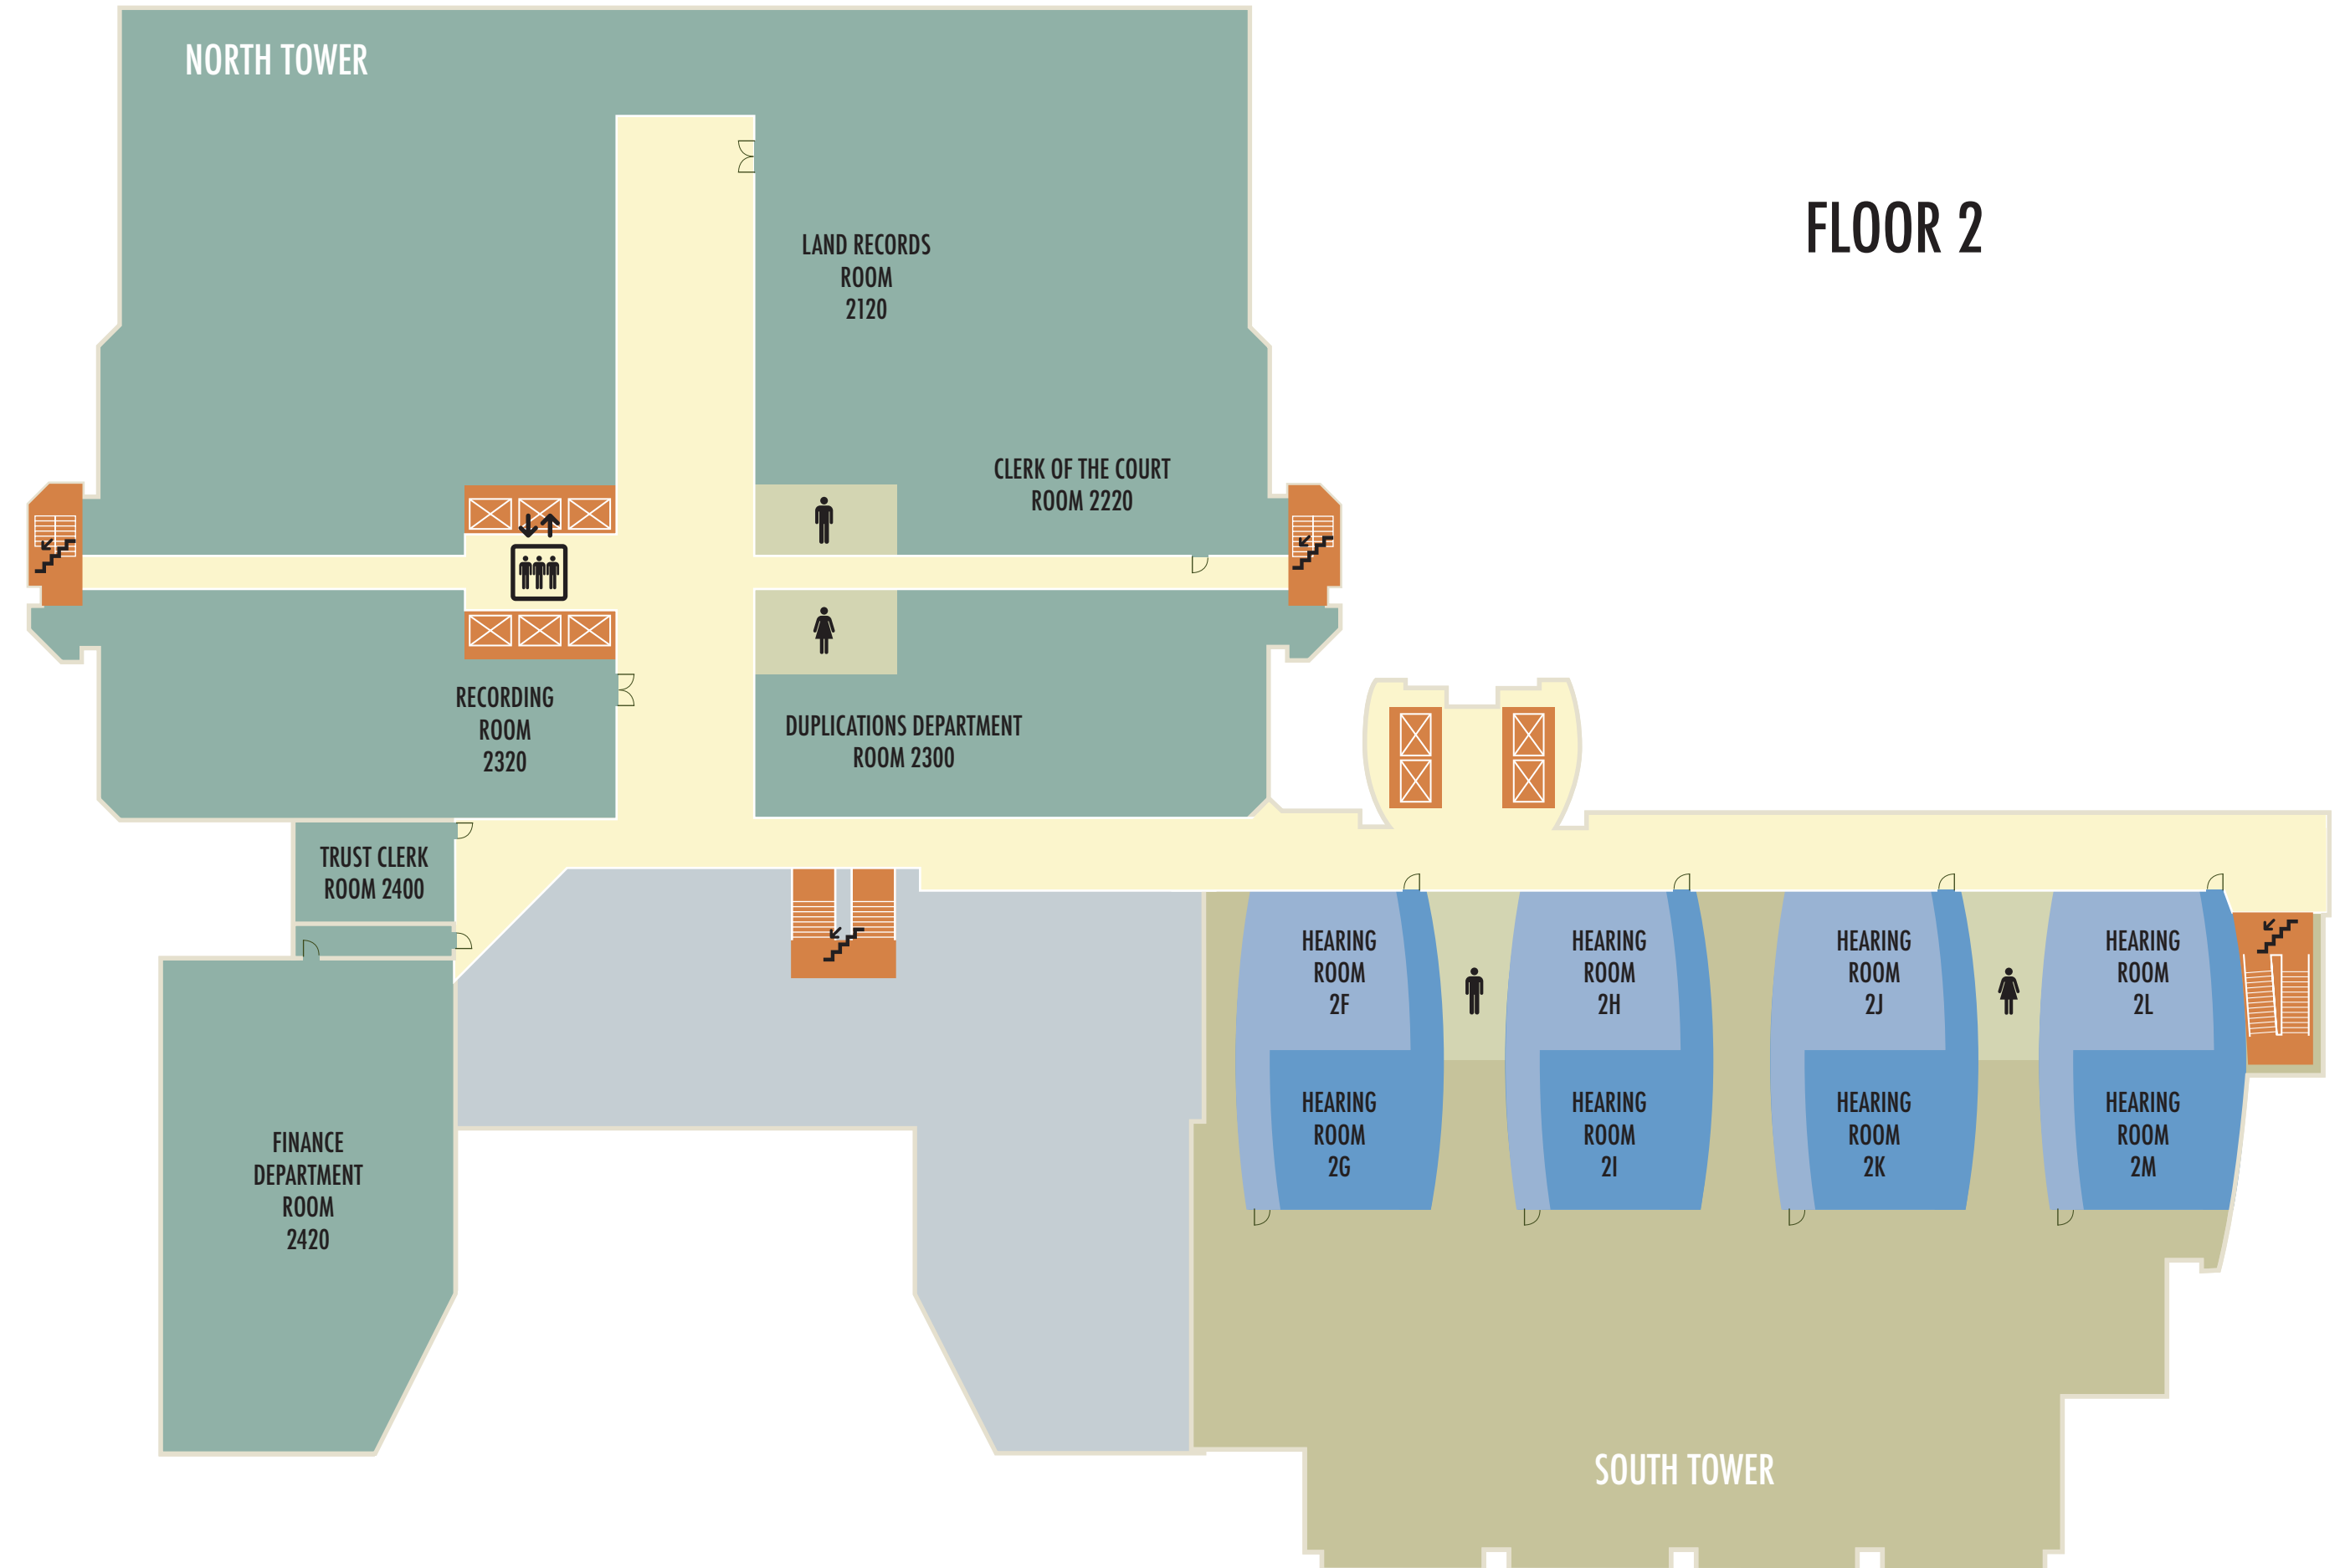 NORTH TOWER
FLOOR 2
LAND RECORDS
ROOM
2120
CLERK OF THE COURT
ROOM 2220
RECORDING
ROOM
2320
DUPLICATIONS DEPARTMENT
ROOM 2300
TRUST CLERK
ROOM 2400
FINANCE
DEPARTMENT
ROOM
2420
HEARING
ROOM
2F
HEARING
ROOM
2H
HEARING
ROOM
2J
HEARING
ROOM
2L
HEARING
ROOM
2G
HEARING
ROOM
2I
HEARING
ROOM
2K
HEARING
ROOM
2M
SOUTH TOWER